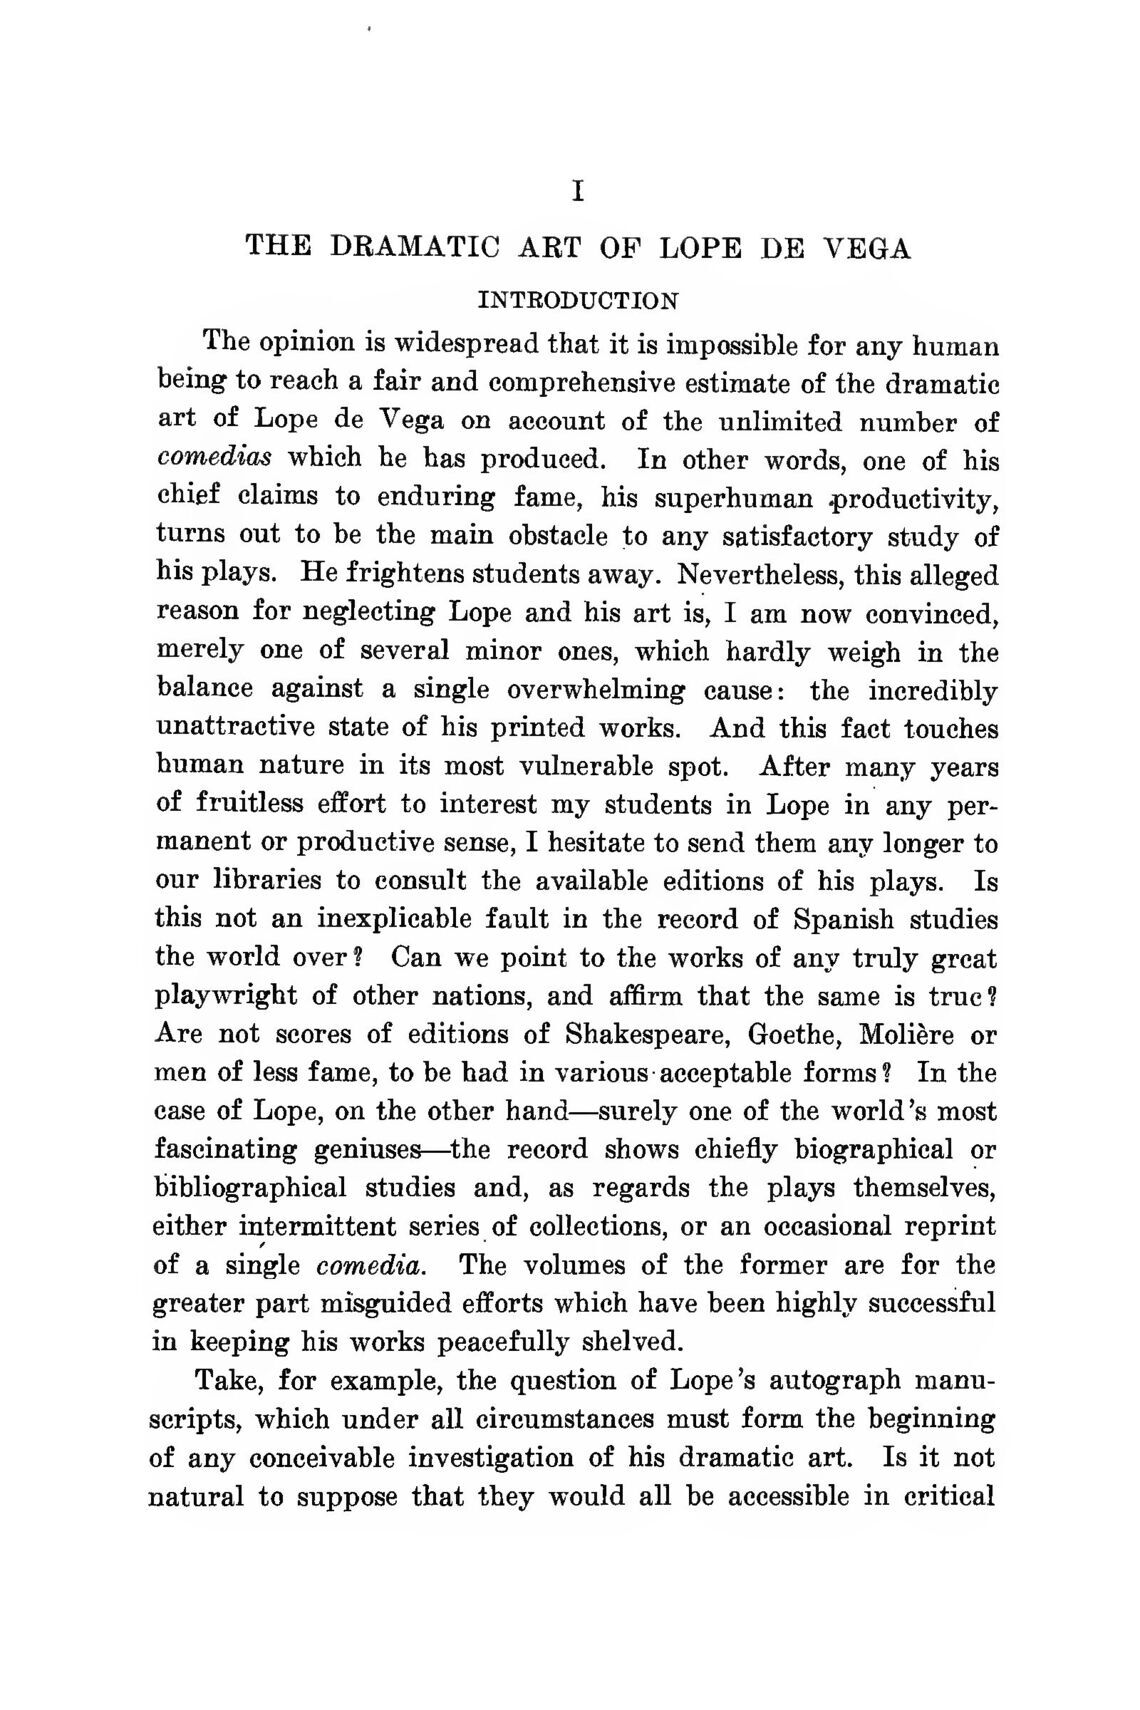 I
THE DRAMATIC ART OF LOPE DE VEGA
INTRODUCTION
The opinion is widespread that it is impossible for any human
being to reach a fair and comprehensive estimate of the dramatic
art of Lope de Vega on account of the unlimited number of
comedias which he has produced. In other words, one of his
chief claims to enduring fame, his superhuman productivity,
turns out to be the main obstacle to any satisfactory study of
his plays. He frightens students away. Nevertheless, this alleged
reason for neglecting Lope and his art is, I am now convinced,
merely one of several minor ones, which hardly weigh in the
balance against a single overwhelming cause: the incredibly
unattractive state of his printed works. And this fact touches
human nature in its most vulnerable spot. After many years
of fruitless effort to interest my students in Lope in any per-
manent or productive sense, I hesitate to send them any longer to
our libraries to consult the available editions of his plays. Is
this not an inexplicable fault in the record of Spanish studies
the world over? Can we point to the works of any truly great
playwright of other nations, and affirm that the same is true?
Are not scores of editions of Shakespeare, Goethe, Molière or
men of less fame, to be had in various acceptable forms? In the
case of Lope, on the other hand—surely one of the world's most
fascinating geniuses—the record shows chiefly biographical or
bibliographical studies and, as regards the plays themselves,
either intermittent series of collections, or an occasional reprint
of a single comedia. The volumes of the former are for the
greater part misguided efforts which have been highly successful
in keeping his works peacefully shelved.
Take, for example, the question of Lope's autograph manu-
scripts, which under all circumstances must form the beginning
of any conceivable investigation of his dramatic art. Is it not
natural to suppose that they would all be accessible in critical